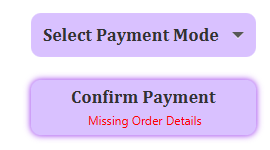 Select Payment Mode
Confirm Payment
Missing Order Details